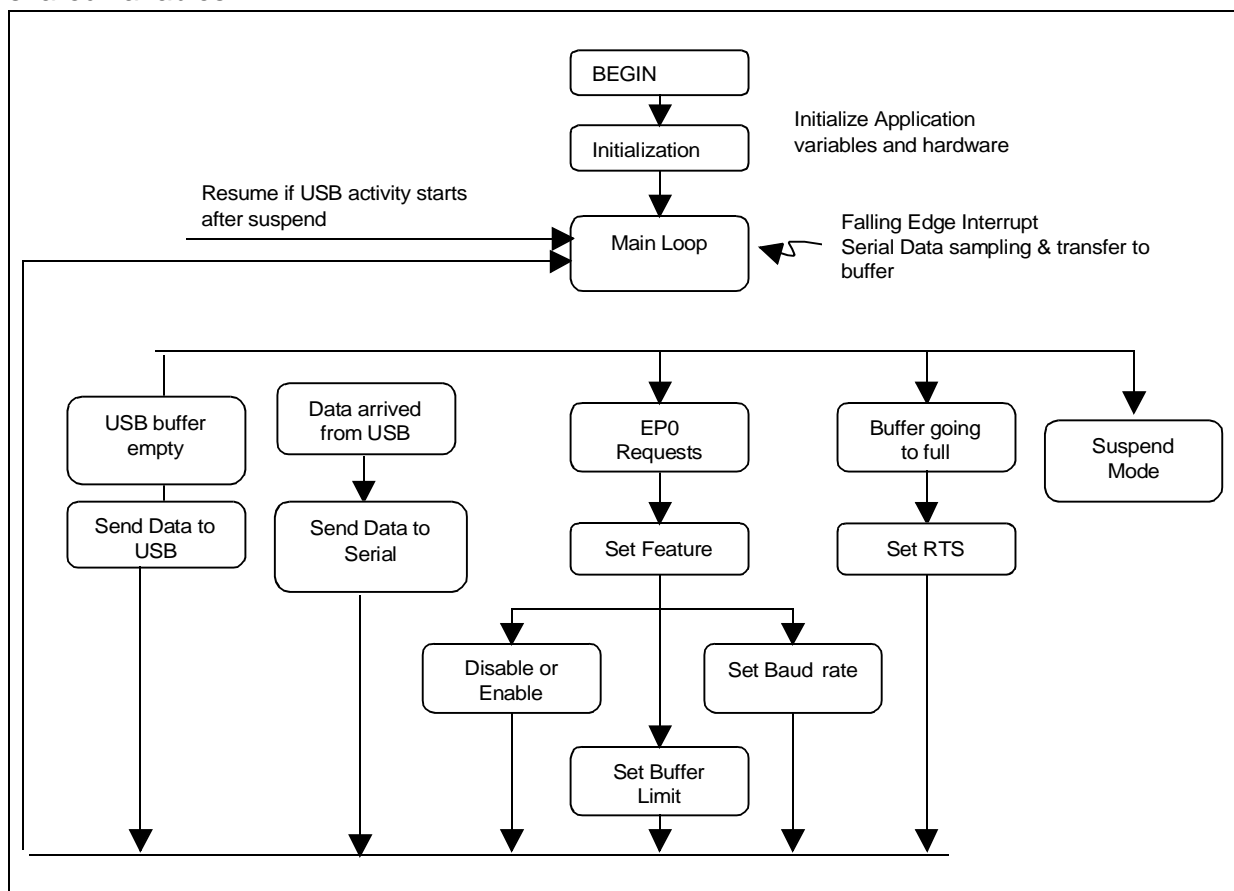 BEGIN
Initialization
Initialize Application
variables and hardware
Resume if USB activity starts
after suspend
Main Loop
Falling Edge Interrupt
Serial Data sampling & transfer to
buffer
USB buffer
empty
Data arrived
from USB
EP0
Requests
Buffer going
to full
Suspend
Mode
Send Data to
USB
Send Data to
Serial
Set Feature
Set RTS
Disable or
Enable
Set Baud rate
Set Buffer
Limit